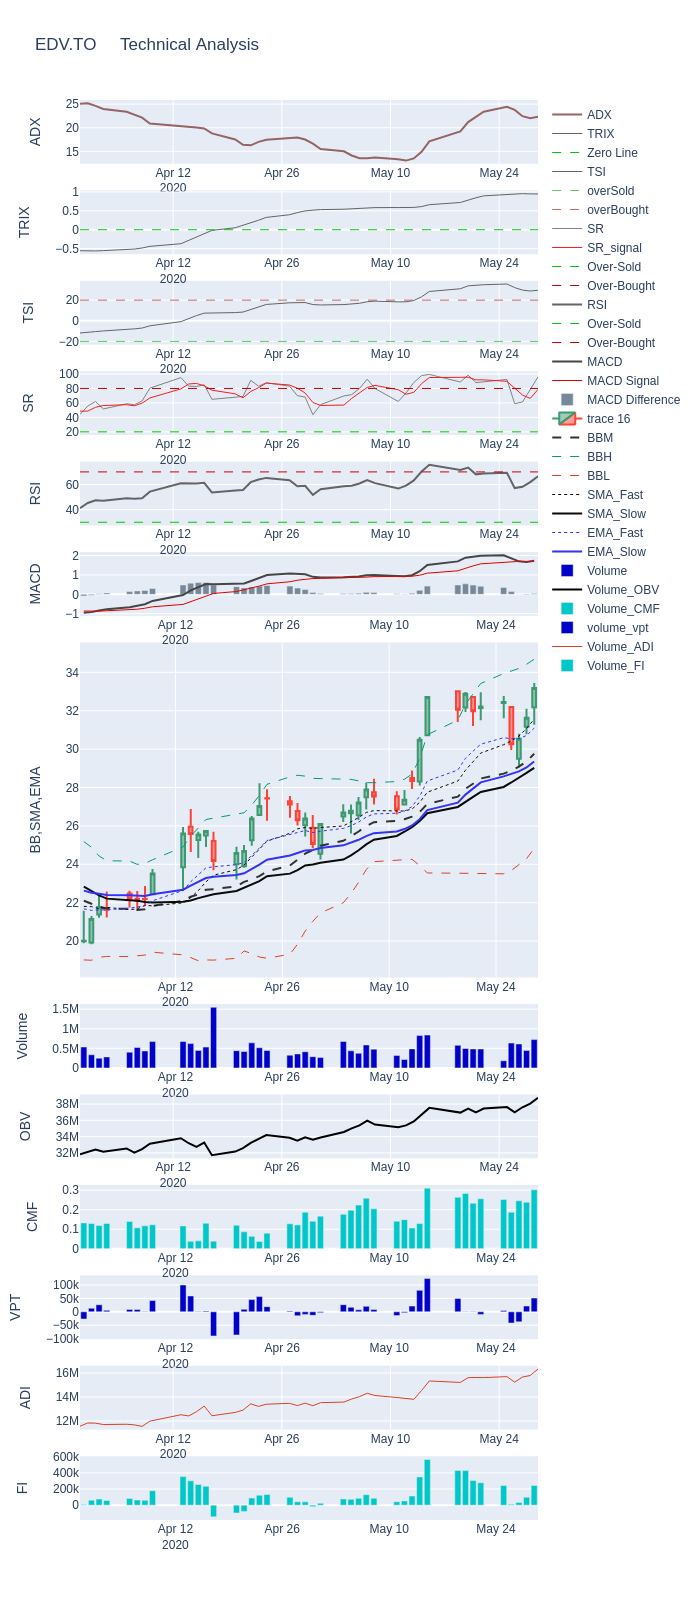 EDV.TO Technical Analysis
ADX
25
20
15
Apr 12
2020
Apr 26
May 10
May 24
TRIX
1
0.5
0
−0.5
Apr 12
2020
Apr 26
May 10
May 24
TSI
20
0
−20
Apr 12
2020
Apr 26
May 10
May 24
SR
100
80
60
40
20
Apr 12
2020
Apr 26
May 10
May 24
RSI
60
40
Apr 12
2020
Apr 26
May 10
May 24
MACD
2
1
0
−1
Apr 12
2020
Apr 26
May 10
May 24
BB,SMA,EMA
34
32
30
28
26
24
22
20
Apr 12
2020
Apr 26
May 10
May 24
Volume
1.5M
1M
0.5M
0
Apr 12
2020
Apr 26
May 10
May 24
OBV
38M
36M
34M
32M
Apr 12
2020
Apr 26
May 10
May 24
CMF
0.3
0.2
0.1
0
Apr 12
2020
Apr 26
May 10
May 24
VPT
100k
50k
0
−50k
−100k
Apr 12
2020
Apr 26
May 10
May 24
ADI
16M
14M
12M
Apr 12
2020
Apr 26
May 10
May 24
FI
600k
400k
200k
0
Apr 12
2020
Apr 26
May 10
May 24
ADX
TRIX
Zero Line
TSI
overSold
overBought
SR
SR_signal
Over-Sold
Over-Bought
RSI
Over-Sold
Over-Bought
MACD
MACD Signal
MACD Difference
trace 16
BBM
BBH
BBL
SMA_Fast
SMA_Slow
EMA_Fast
EMA_Slow
Volume
Volume_OBV
Volume_CMF
volume_vpt
Volume_ADI
Volume_FI